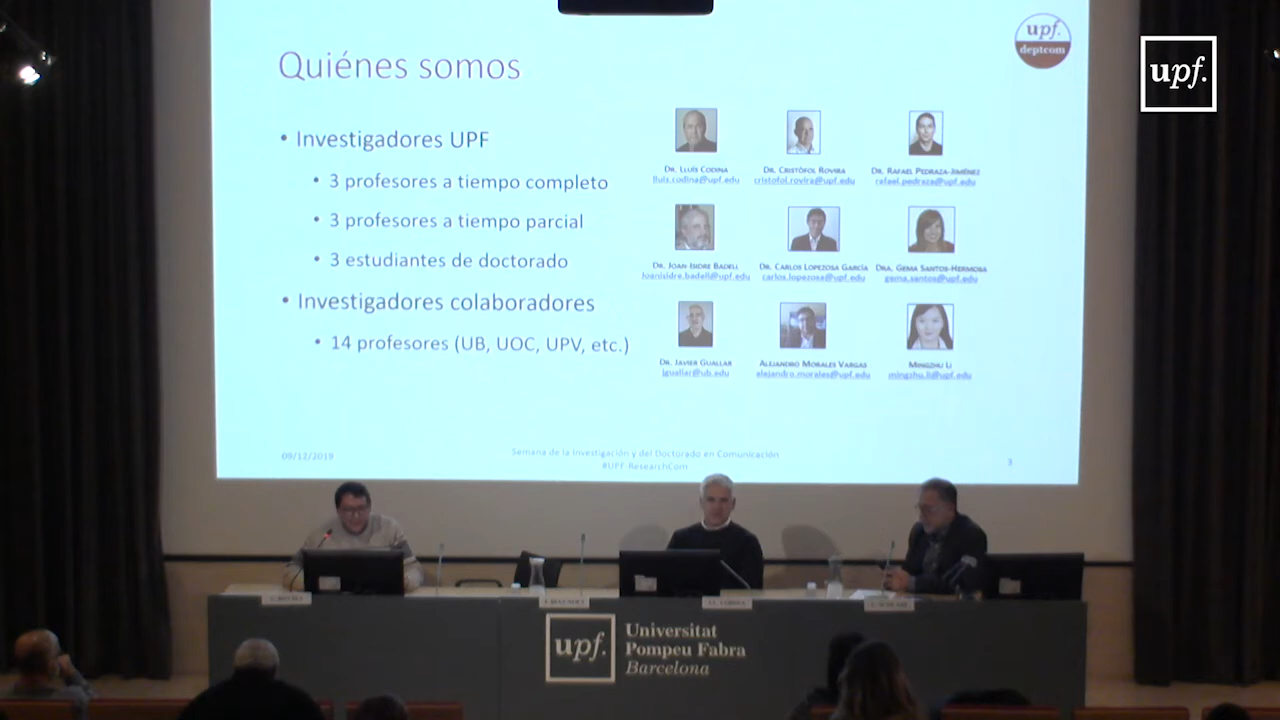 Quiénes somos
upf.
deptcom
upf.
• Investigadores UPF
• 3 profesores a tiempo completo
• 3 profesores a tiempo parcial
• 3 estudiantes de doctorado
• Investigadores colaboradores
• 14 profesores (UB, UOC, UPV, etc.)
Dr. Lluís Codina
lluis.codina@upf.edu
Dr. Cristòfol Rovira
cristofol.rovira@upf.edu
Dr. Rafael Pedraza-Jiménez
rafael.pedraza@upf.edu
Dr. Joan-Isidre Badell
Joanisidre.badell@upf.edu
Dr. Carlos Lopezosa García
carlos.lopezosa@upf.edu
Dra. Gema Santos-Hermosa
gema.santos@upf.edu
Dr. Javier Guallar
jguallar@ub.edu
Alejandro Morales Vargas
alejandro.morales@upf.edu
Mingzhu Li
mingzhu.li@upf.edu
09/12/2019
Semana de la Investigación y del Doctorado en Comunicación
#UPF-ResearchCom
3
upf.
Universitat
Pompeu Fabra
Barcelona